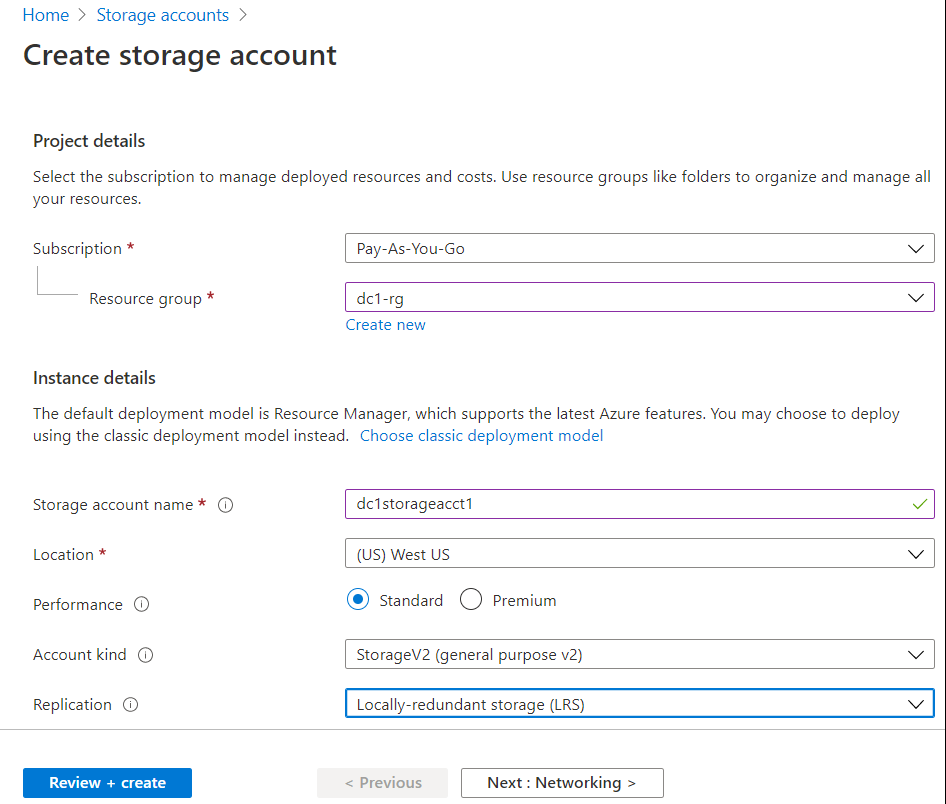 Home > Storage accounts >
Create storage account
Project details
Select the subscription to manage deployed resources and costs. Use resource groups like folders to organize and manage all
your resources.
Subscription * Pay-As-You-Go
Resource group * dc1-rg
Create new
Instance details
The default deployment model is Resource Manager, which supports the latest Azure features. You may choose to deploy
using the classic deployment model instead. Choose classic deployment model
Storage account name * dc1storageacct1
Location * (US) West US
Performance Standard Premium
Account kind StorageV2 (general purpose v2)
Replication Locally-redundant storage (LRS)
Review + create < Previous Next : Networking >